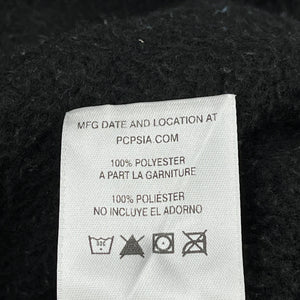 MFG DATE AND LOCATION AT
PCPSIA.COM
100% POLYESTER
A PART LA GARNITURE
100% POLIÉSTER
NO INCLUYE EL ADORNO